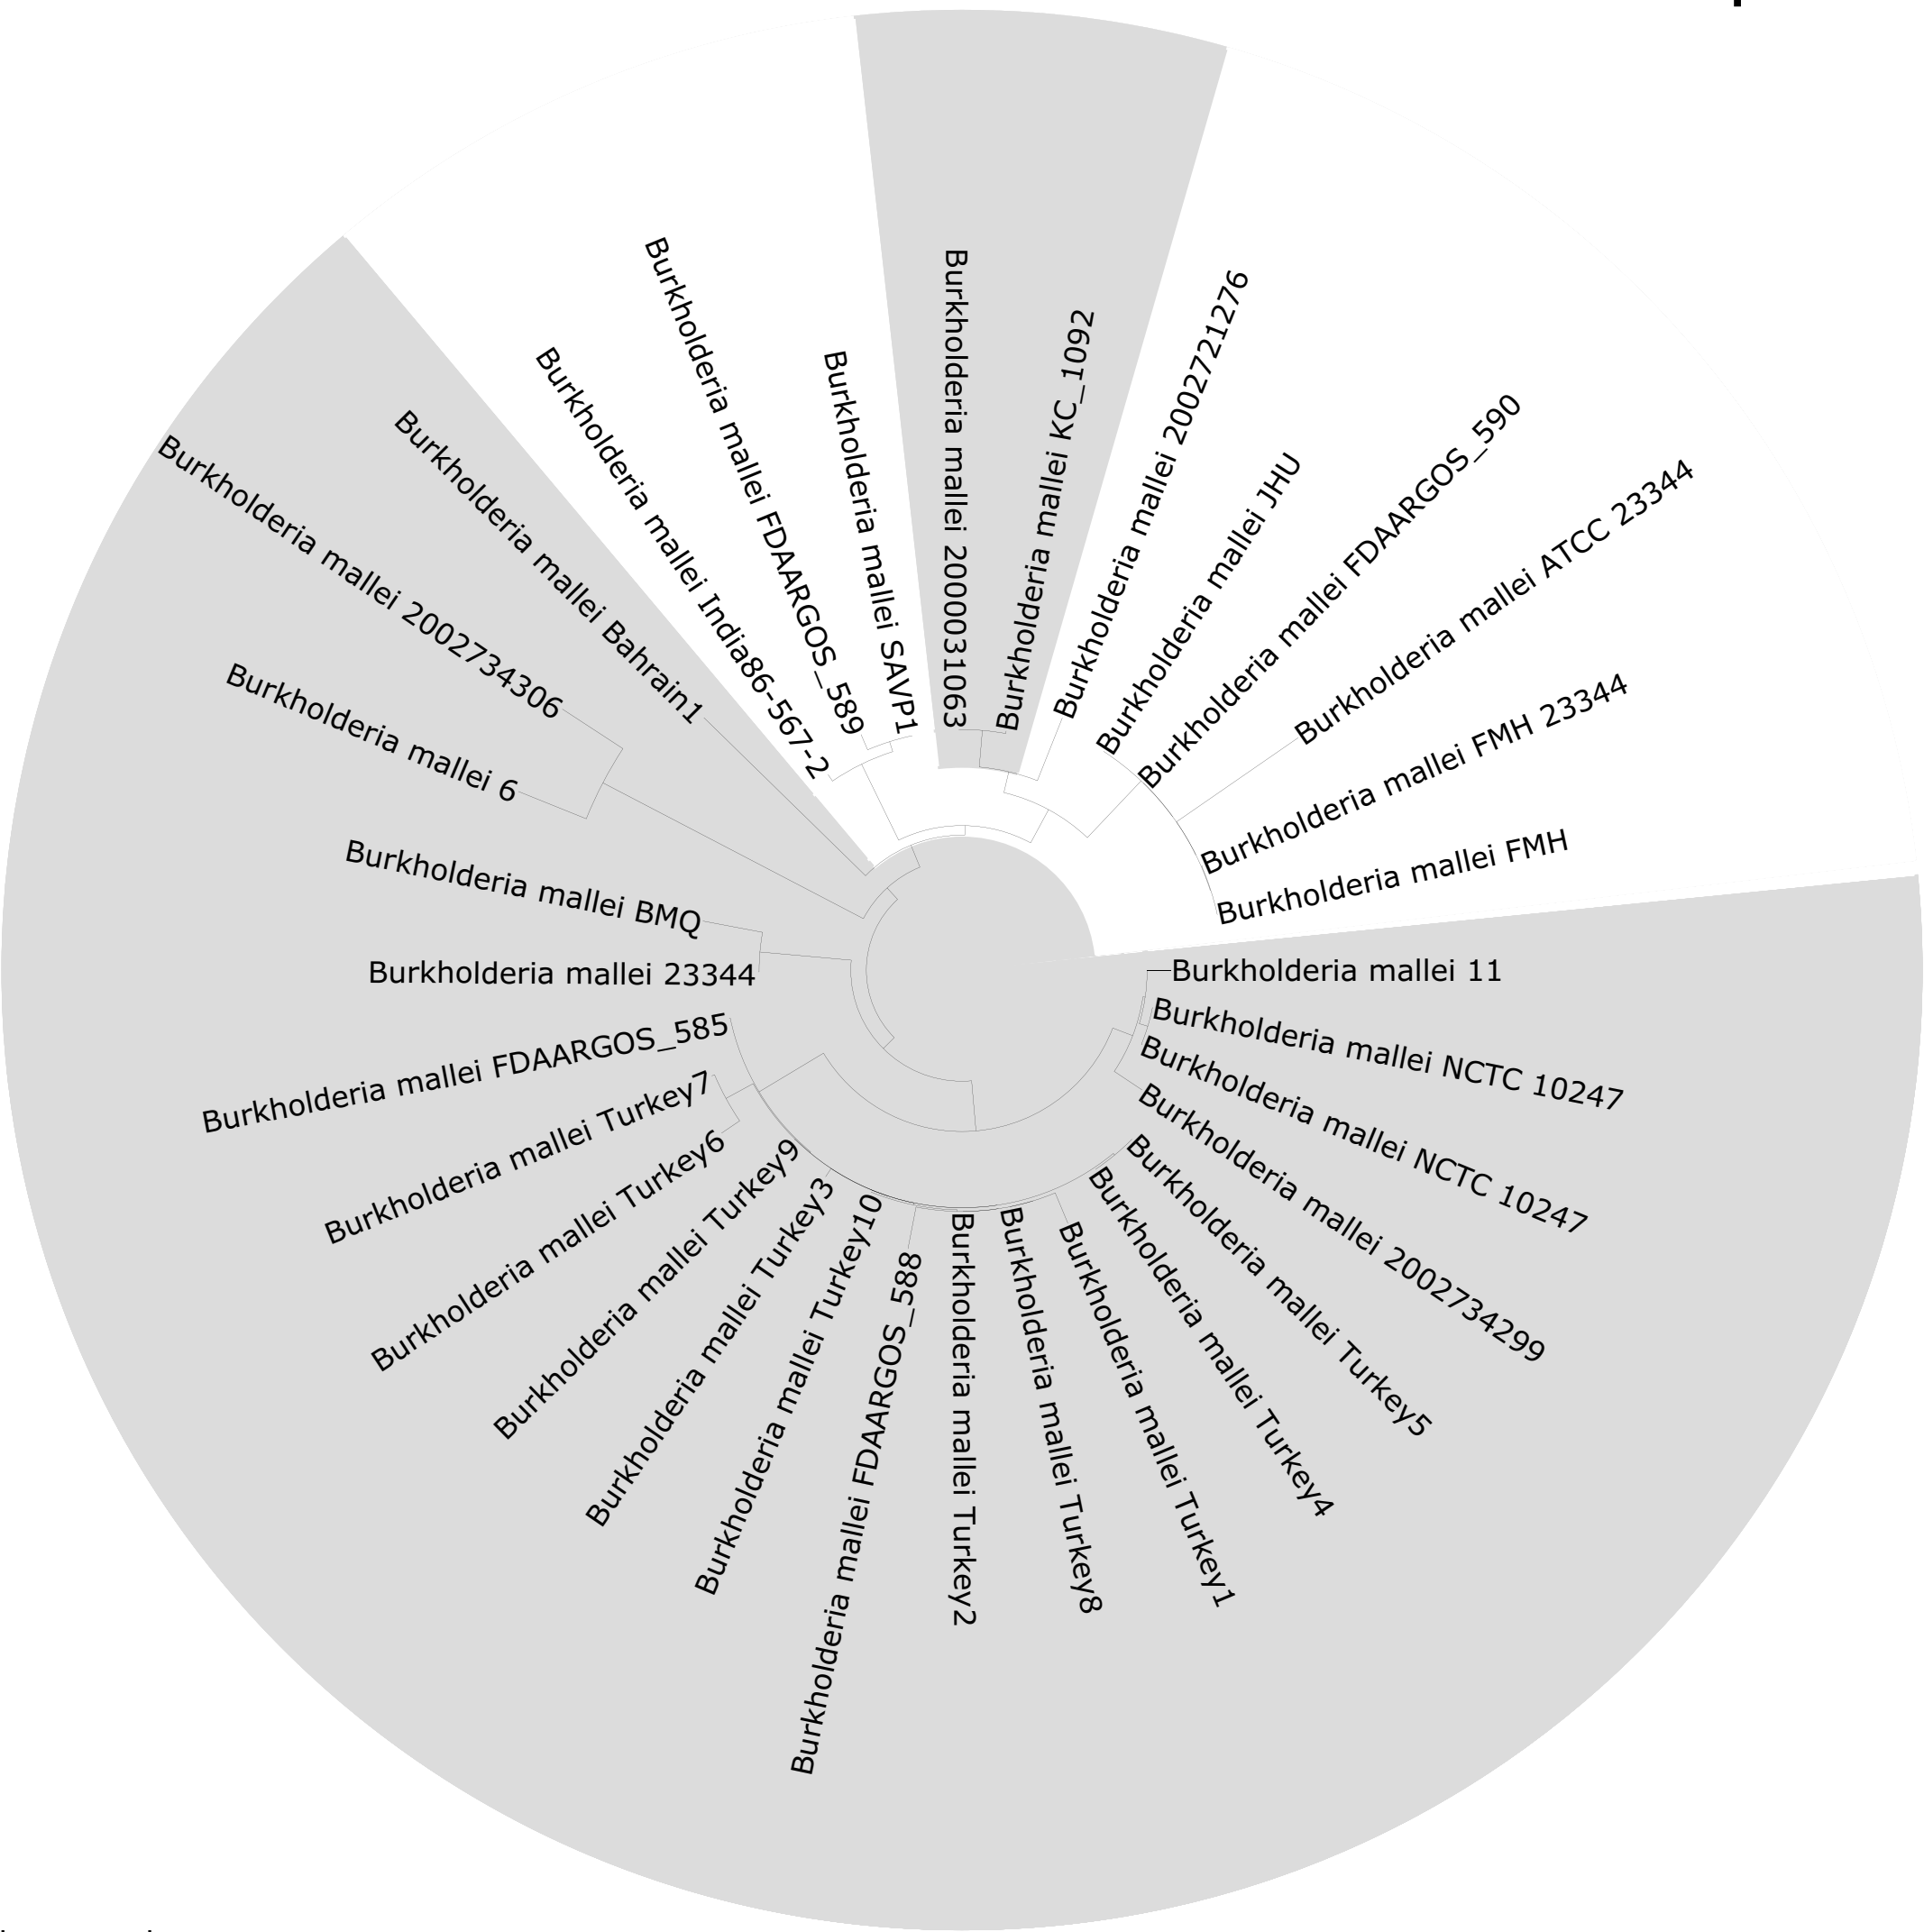 Burkholderia mallei 2000031063
Burkholderia mallei KC_1092
Burkholderia mallei 2002721276
Burkholderia mallei JHU
Burkholderia mallei FDAARGOS_590
Burkholderia mallei ATCC 23344
Burkholderia mallei FMH 23344
Burkholderia mallei FMH
Burkholderia mallei 11
Burkholderia mallei NCTC 10247
Burkholderia mallei NCTC 10247
Burkholderia mallei 2002734299
Burkholderia mallei Turkey5
Burkholderia mallei Turkey4
Burkholderia mallei Turkey1
Burkholderia mallei Turkey8
Burkholderia mallei Turkey2
Burkholderia mallei FDAARGOS_588
Burkholderia mallei Turkey10
Burkholderia mallei Turkey3
Burkholderia mallei Turkey9
Burkholderia mallei Turkey6
Burkholderia mallei Turkey7
Burkholderia mallei FDAARGOS_585
Burkholderia mallei 23344
Burkholderia mallei BMQ
Burkholderia mallei 6
Burkholderia mallei 2002734306
Burkholderia mallei Bahrain1
Burkholderia mallei India86-567-2
Burkholderia mallei FDAARGOS_589
Burkholderia mallei SAVP1